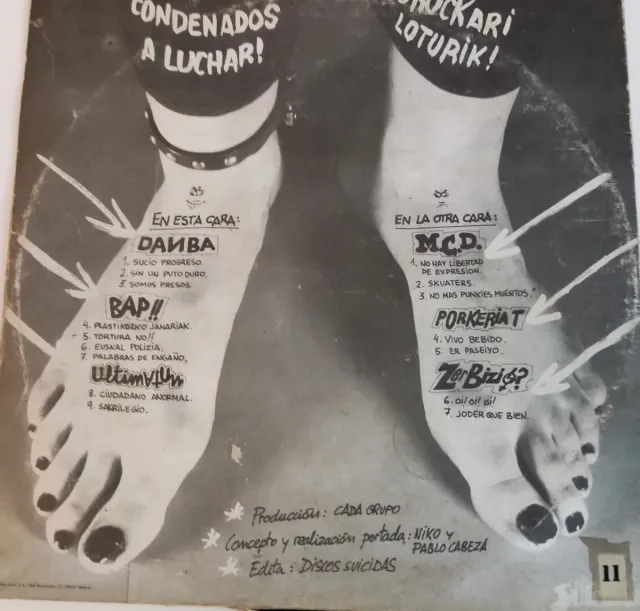 CONDENADOS
A LUCHAR!
LOTURIK!
EN ESTA CARA:
DANBA
1. SUCIO PROGRESO.
2. SIN UN PUTO DURO.
3. SOMOS PRESOS.
BAP!!
4. PLASTIKOZKO JANARIAK.
5. TORTURA NO!!
6. EUSKAL POLIZIA.
7. PALABRAS DE ENGAÑO.
8. CIUDADANO ANORMAL.
9. SAKRILEGIO.
EN LA OTRA CARA:
M.C.D.
1. NO HAY LIBERTAD
DE EXPRESION.
2. SKUATERS.
3. NO MAS PUNKIES MUERTOS.
PORKERIA T
4. VIVO BEBIDO.
5. ER PASEIYO.
Zer Bizio?
6. oi! oi! oi!
7. JODER QUE BIEN.
* Producción: CADA GRUPO
* Concepto y realización portada: NIKO y
PABLO CABEZA
* Edita: DISCOS SUICIDAS
11